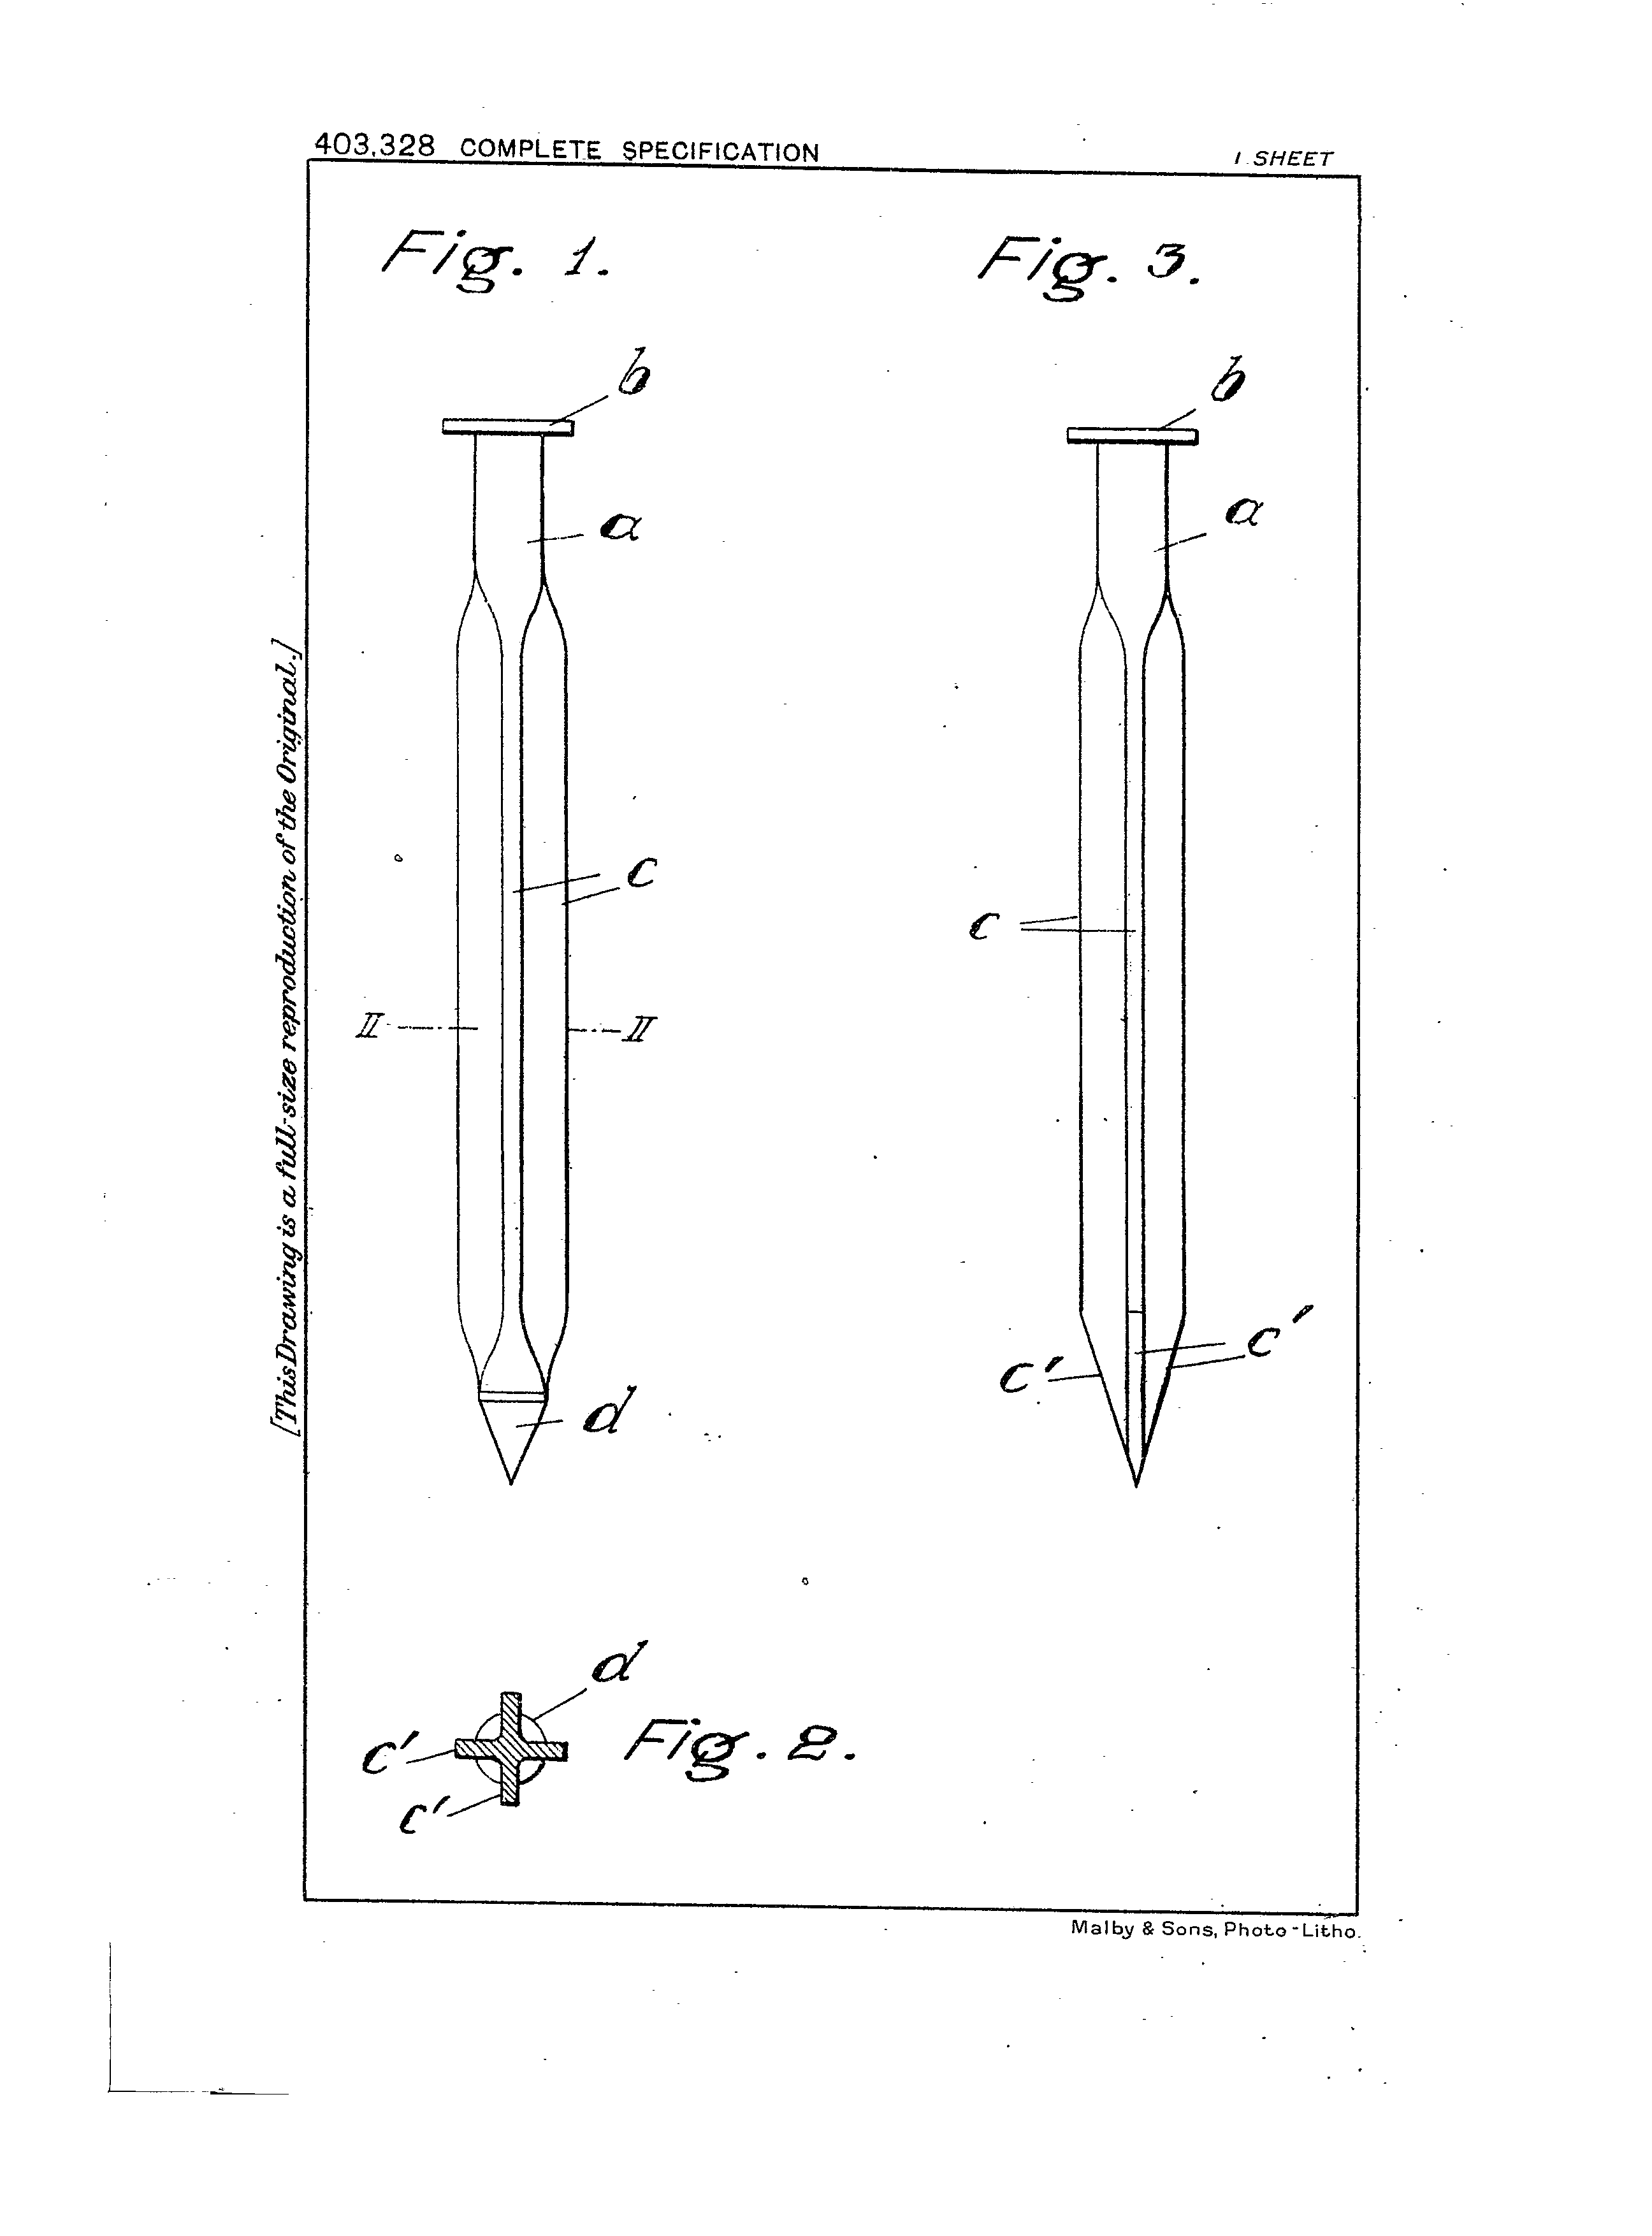 403,328 COMPLETE SPECIFICATION
1 SHEET
Fig. 1.
Fig. 3.
b
b
a
a
c
c
II
II
c'
c'
d
d
c'
Fig. 2.
c'
[This Drawing is a full-size reproduction of the Original.]
Malby & Sons, Photo-Litho.